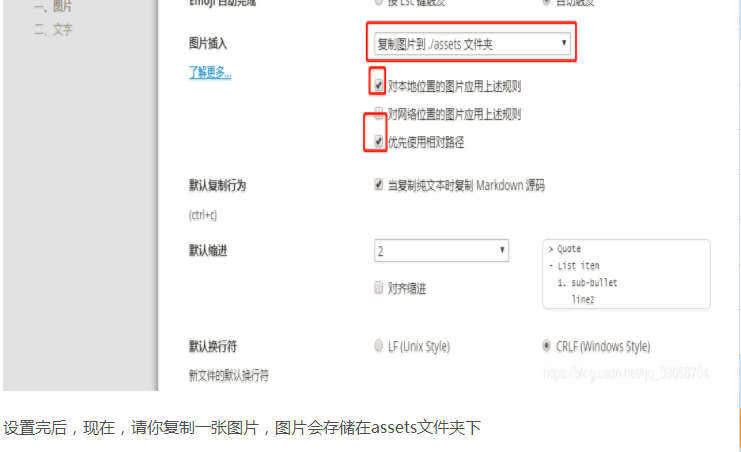 一、图片
Emoji 自动完成 按 Esc 键触发 自动触发
二、文字
图片插入 复制图片到 ./assets 文件夹
了解更多...
对本地位置的图片应用上述规则
对网络位置的图片应用上述规则
优先使用相对路径
默认复制行为 当复制纯文本时复制 Markdown 源码
(ctrl+c)
默认缩进 2
> Quote
- List item
1. sub-bullet
line2
对齐缩进
默认换行符 LF (Unix Style) CRLF (Windows Style)
新文件的默认换行符
https://blog.csdn.net/qq_38056704
设置完后，现在，请你复制一张图片，图片会存储在assets文件夹下